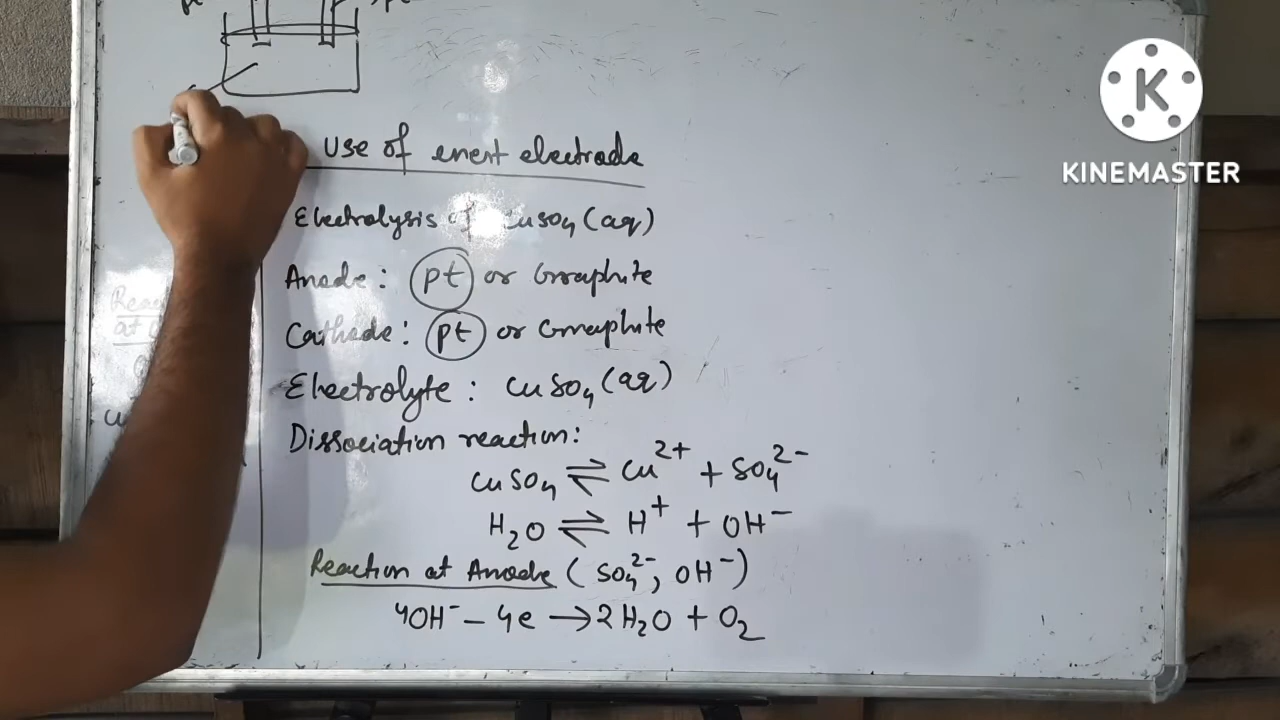 Use of enert electrode
Electrolysis of CuSO₄ (aq)
Anode: pt or Graphite
Cathode: pt or Graphite
Electrolyte: CuSO₄ (aq)
Dissociation reaction:
CuSO₄ ⇌ Cu²⁺ + SO₄²⁻
H₂O ⇌ H⁺ + OH⁻
Reaction at Anode (SO₄²⁻, OH⁻)
4OH⁻ – 4e → 2H₂O + O₂
K
KINEMASTER